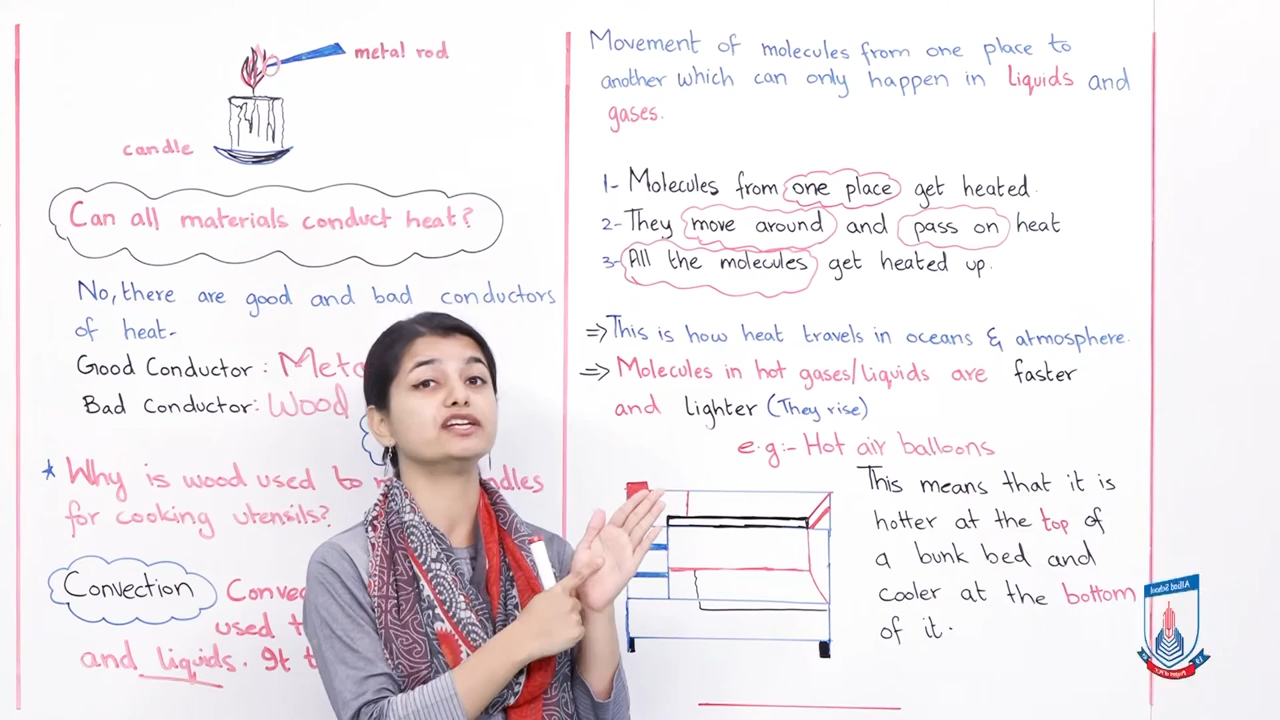 metal rod
candle
Can all materials conduct heat?
No, there are good and bad conductors
of heat-
Good Conductor: Meta
Bad Conductor: Wood
* Why is wood used to
for cooking utensils?
Convection
used
and liquids. It
Movement of molecules from one place to
another which can only happen in liquids and
gases.
1- Molecules from one place get heated.
2- They move around and pass on heat
3- All the molecules get heated up.
⇒ This is how heat travels in oceans & atmosphere.
⇒ Molecules in hot gases/liquids are faster
and lighter (They rise)
e.g:- Hot air balloons
This means that it is
hotter at the top of
a bunk bed and
cooler at the bottom
of it.
Allied School